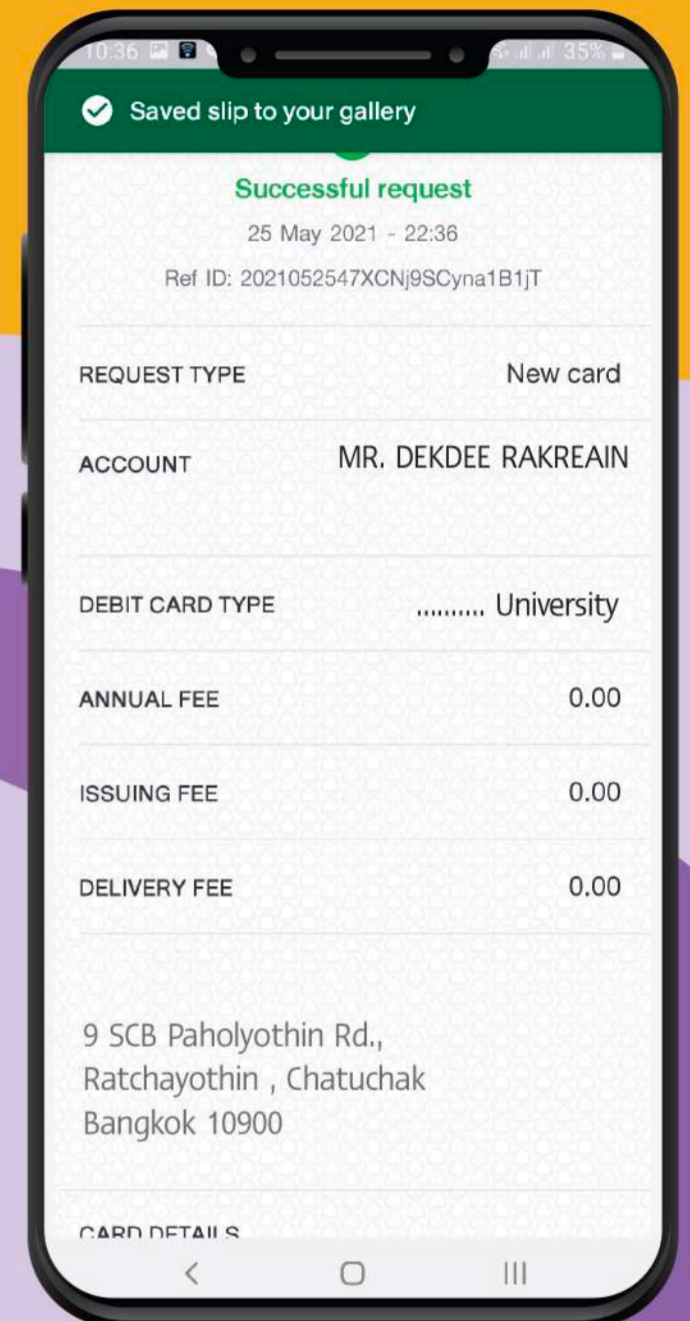 10:36
35%
Saved slip to your gallery
Successful request
25 May 2021 - 22:36
Ref ID: 2021052547XCNj9SCyna1B1jT
REQUEST TYPE New card
ACCOUNT MR. DEKDEE RAKREAIN
DEBIT CARD TYPE .......... University
ANNUAL FEE 0.00
ISSUING FEE 0.00
DELIVERY FEE 0.00
9 SCB Paholyothin Rd.,
Ratchayothin , Chatuchak
Bangkok 10900
CARD DETAILS